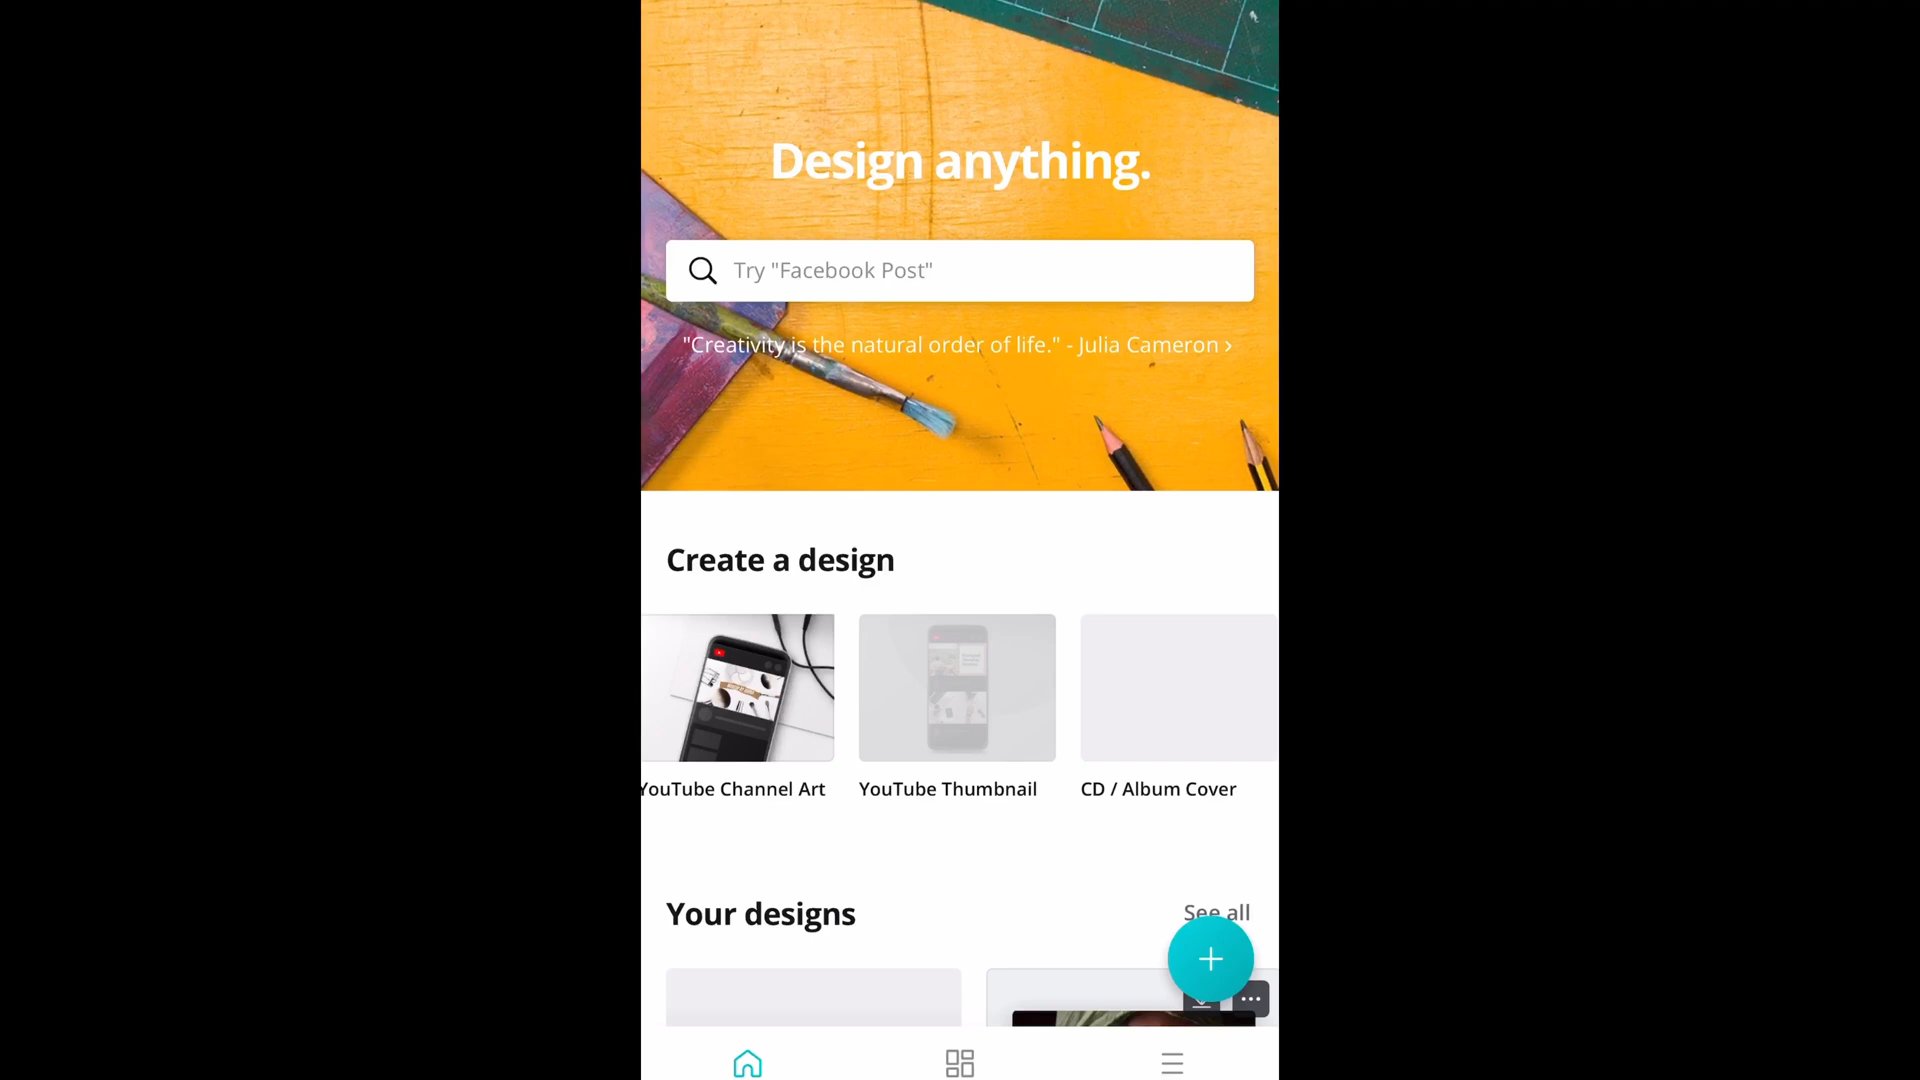 Design anything.
Try "Facebook Post"
"Creativity is the natural order of life." - Julia Cameron ›
Create a design
YouTube Channel Art
YouTube Thumbnail
CD / Album Cover
Your designs
See all